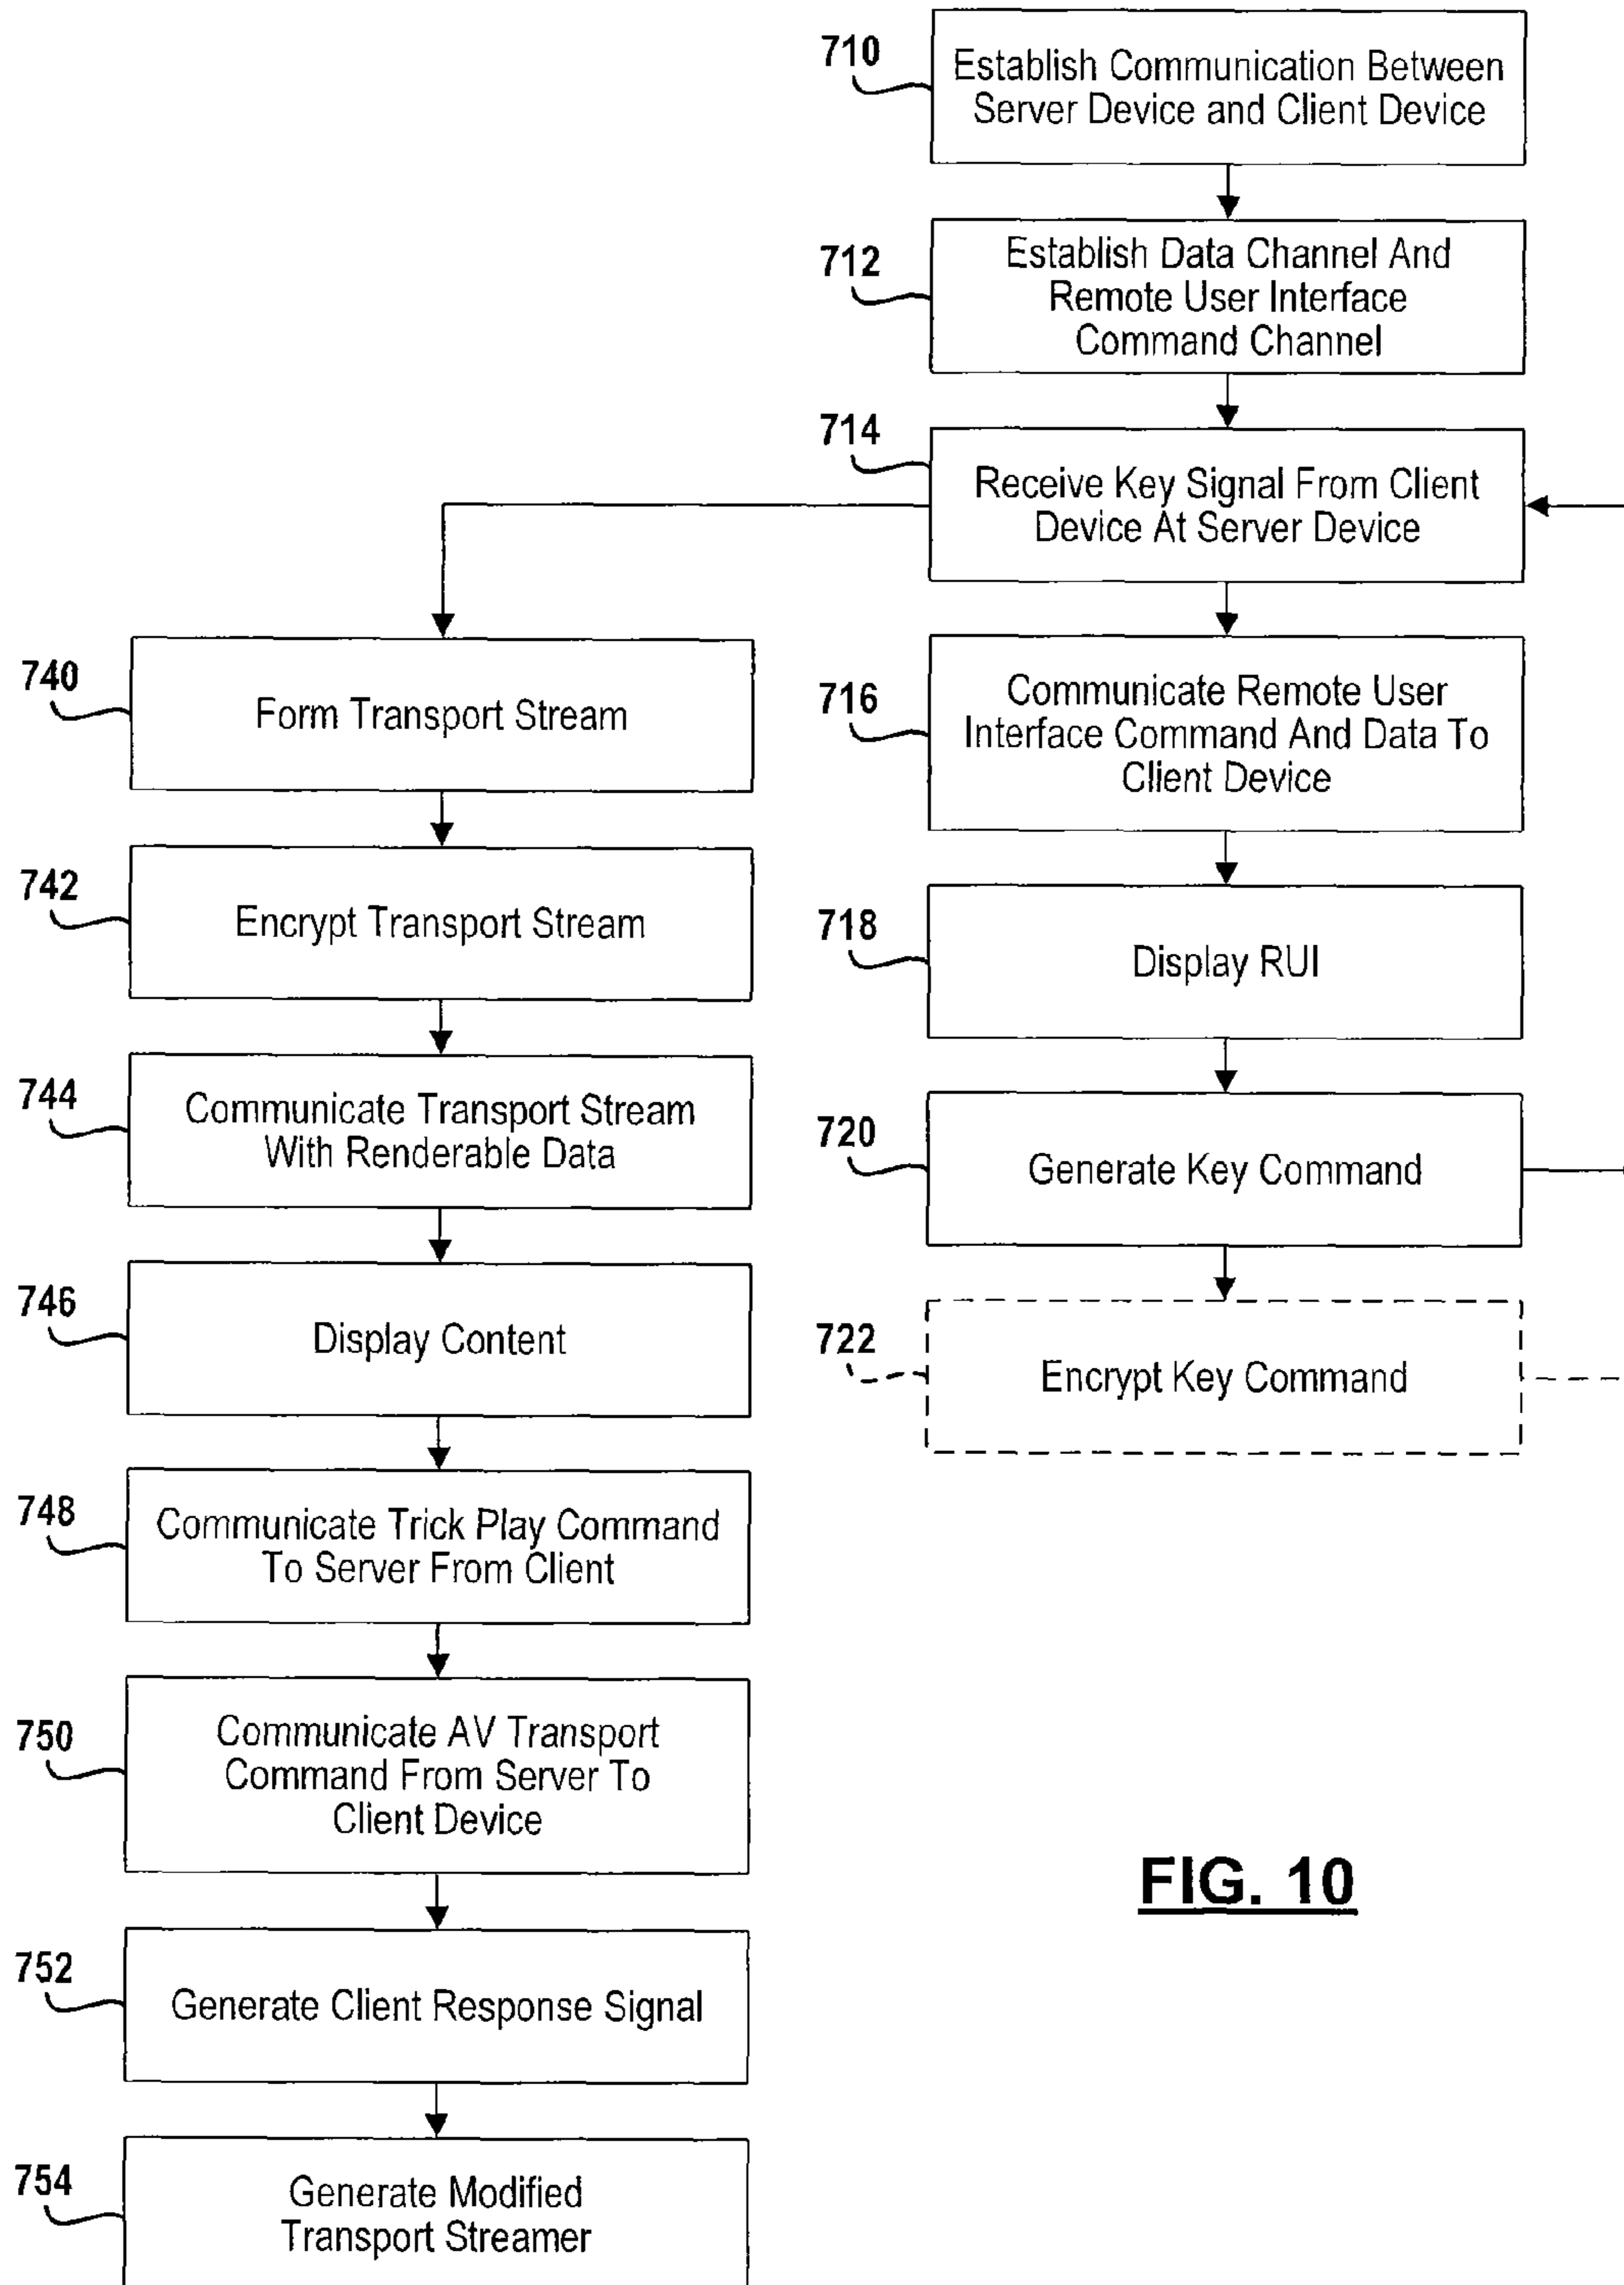 710
Establish Communication Between
Server Device and Client Device
712
Establish Data Channel And
Remote User Interface
Command Channel
714
Receive Key Signal From Client
Device At Server Device
716
Communicate Remote User
Interface Command And Data To
Client Device
718
Display RUI
720
Generate Key Command
722
Encrypt Key Command
740
Form Transport Stream
742
Encrypt Transport Stream
744
Communicate Transport Stream
With Renderable Data
746
Display Content
748
Communicate Trick Play Command
To Server From Client
750
Communicate AV Transport
Command From Server To
Client Device
752
Generate Client Response Signal
754
Generate Modified
Transport Streamer
FIG. 10